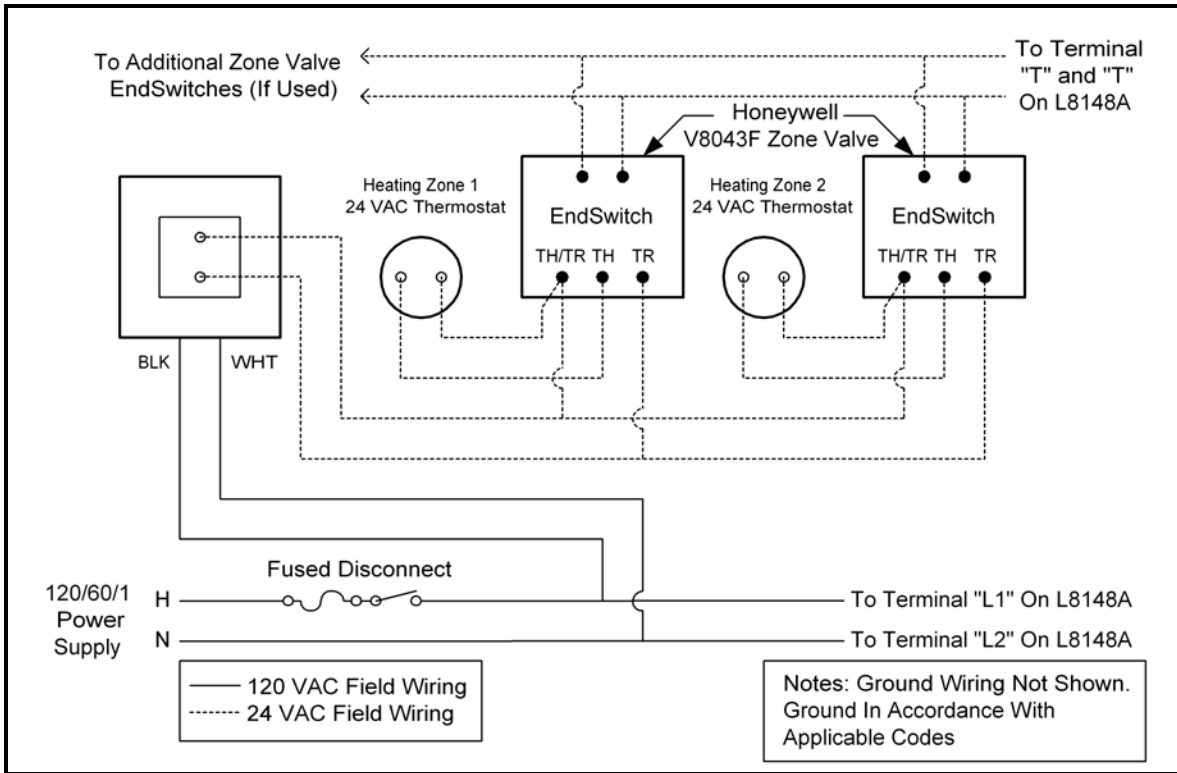 To Additional Zone Valve
EndSwitches (If Used)
To Terminal
"T" and "T"
On L8148A
Honeywell
V8043F Zone Valve
Heating Zone 1
24 VAC Thermostat
EndSwitch
TH/TR TH TR
Heating Zone 2
24 VAC Thermostat
EndSwitch
TH/TR TH TR
BLK
WHT
Fused Disconnect
120/60/1
Power
Supply
H
N
To Terminal "L1" On L8148A
To Terminal "L2" On L8148A
120 VAC Field Wiring
24 VAC Field Wiring
Notes: Ground Wiring Not Shown.
Ground In Accordance With
Applicable Codes